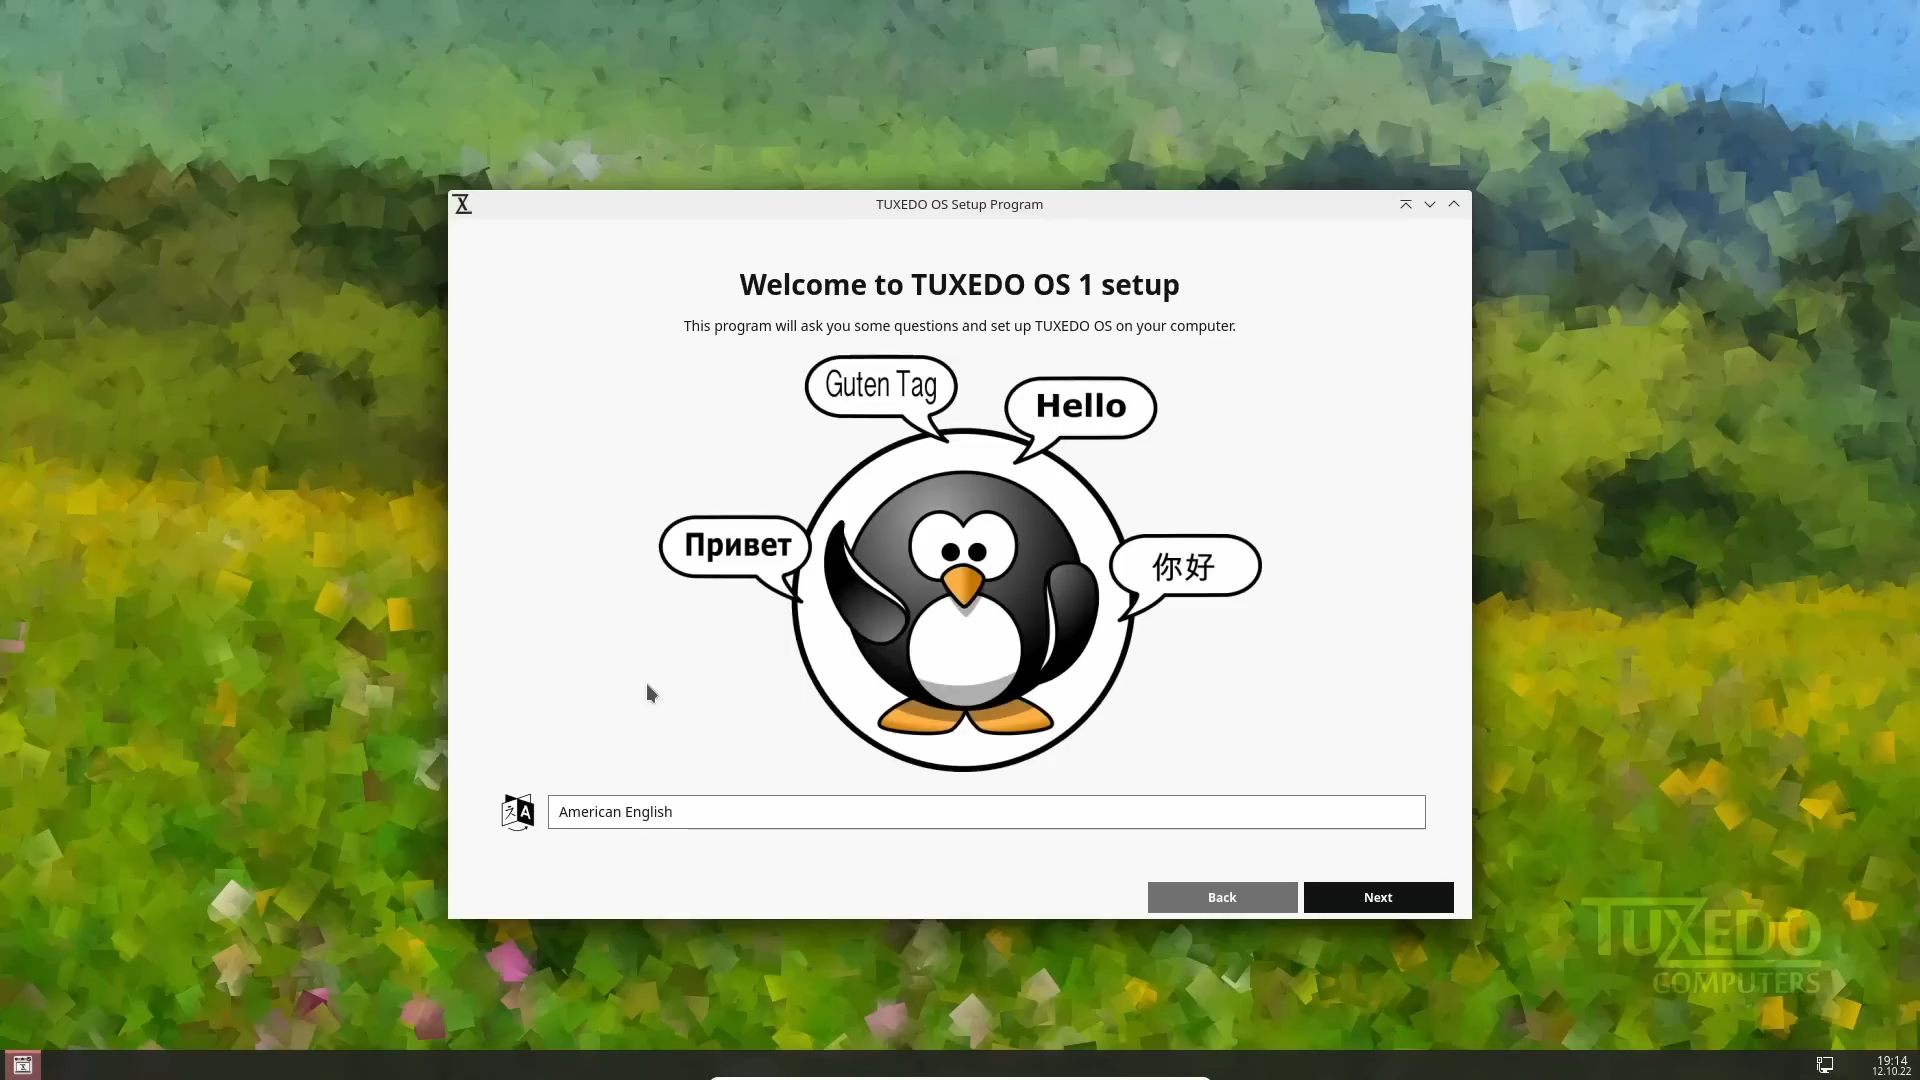 TUXEDO OS Setup Program
Welcome to TUXEDO OS 1 setup
This program will ask you some questions and set up TUXEDO OS on your computer.
Guten Tag
Hello
Привет
你好
American English
Back
Next
TUXEDO
COMPUTERS
19:14
12.10.22